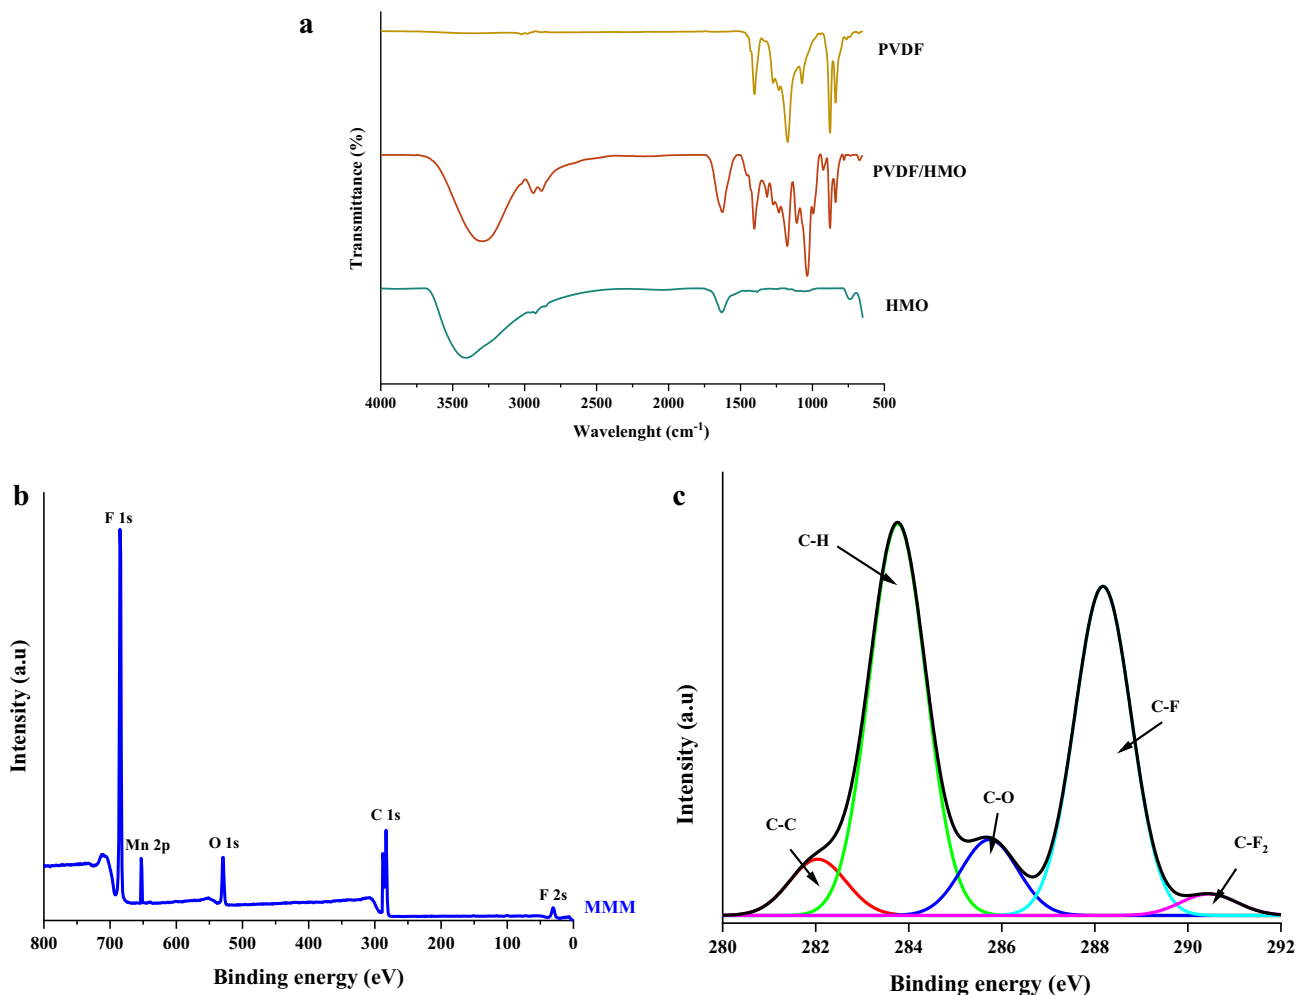 a
PVDF
PVDF/HMO
HMO
Transmittance (%)
4000 3500 3000 2500 2000 1500 1000 500
Wavelenght (cm⁻¹)
b
F 1s
Mn 2p
O 1s
C 1s
F 2s
MMM
Intensity (a.u)
800 700 600 500 400 300 200 100 0
Binding energy (eV)
c
C-H
C-F
C-O
C-C
C-F₂
Intensity (a.u)
280 282 284 286 288 290 292
Binding energy (eV)